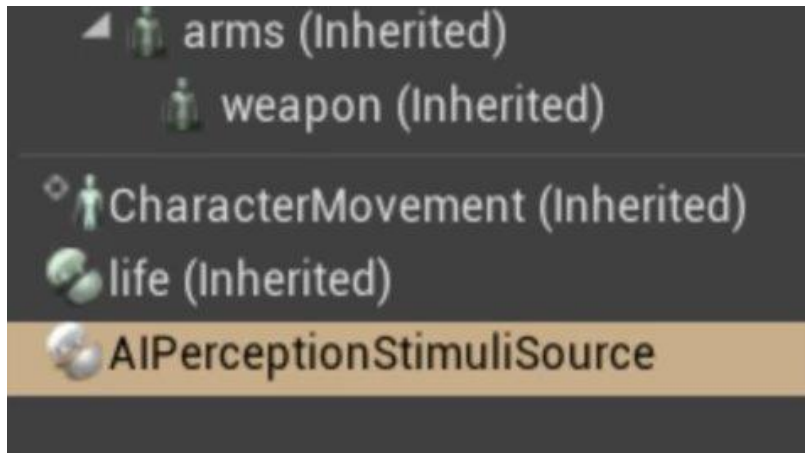 arms (Inherited)
weapon (Inherited)
CharacterMovement (Inherited)
life (Inherited)
AIPerceptionStimuliSource